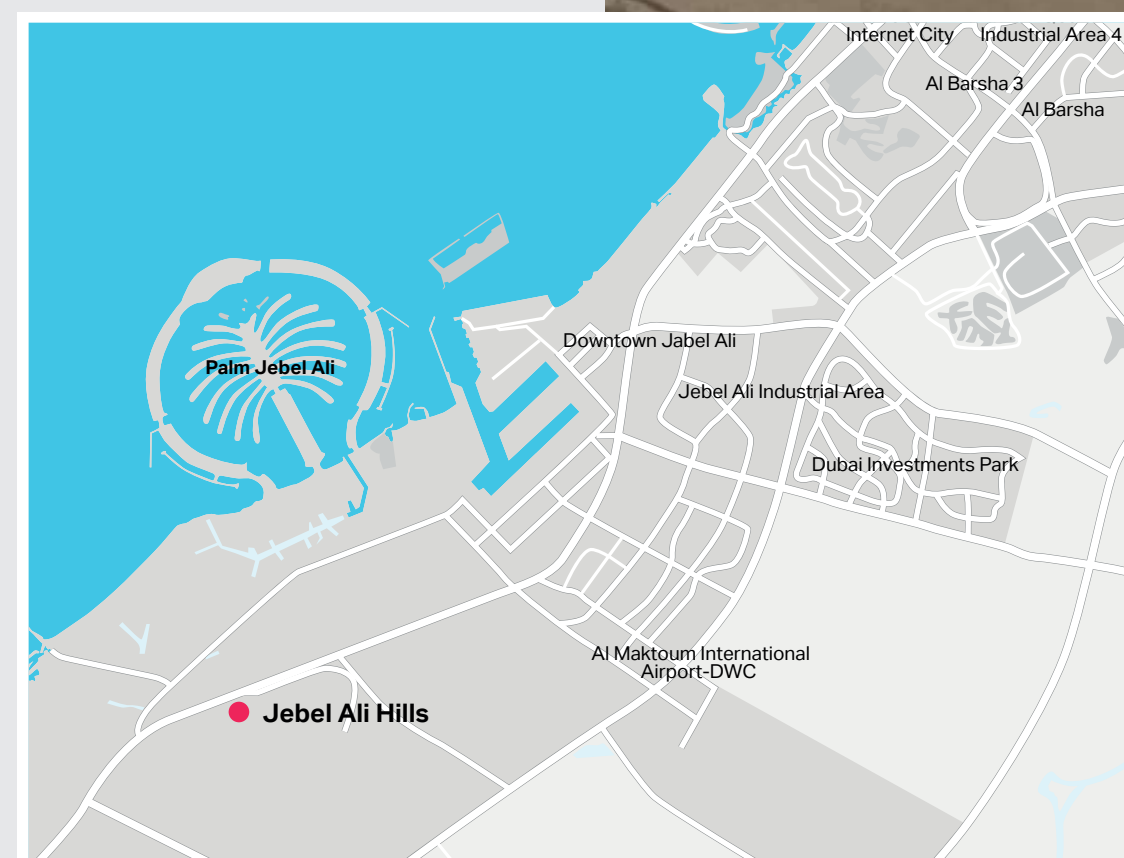 Internet City
Industrial Area 4
Al Barsha 3
Al Barsha
Downtown Jabel Ali
Palm Jebel Ali
Jebel Ali Industrial Area
Dubai Investments Park
Al Maktoum International
Airport-DWC
Jebel Ali Hills